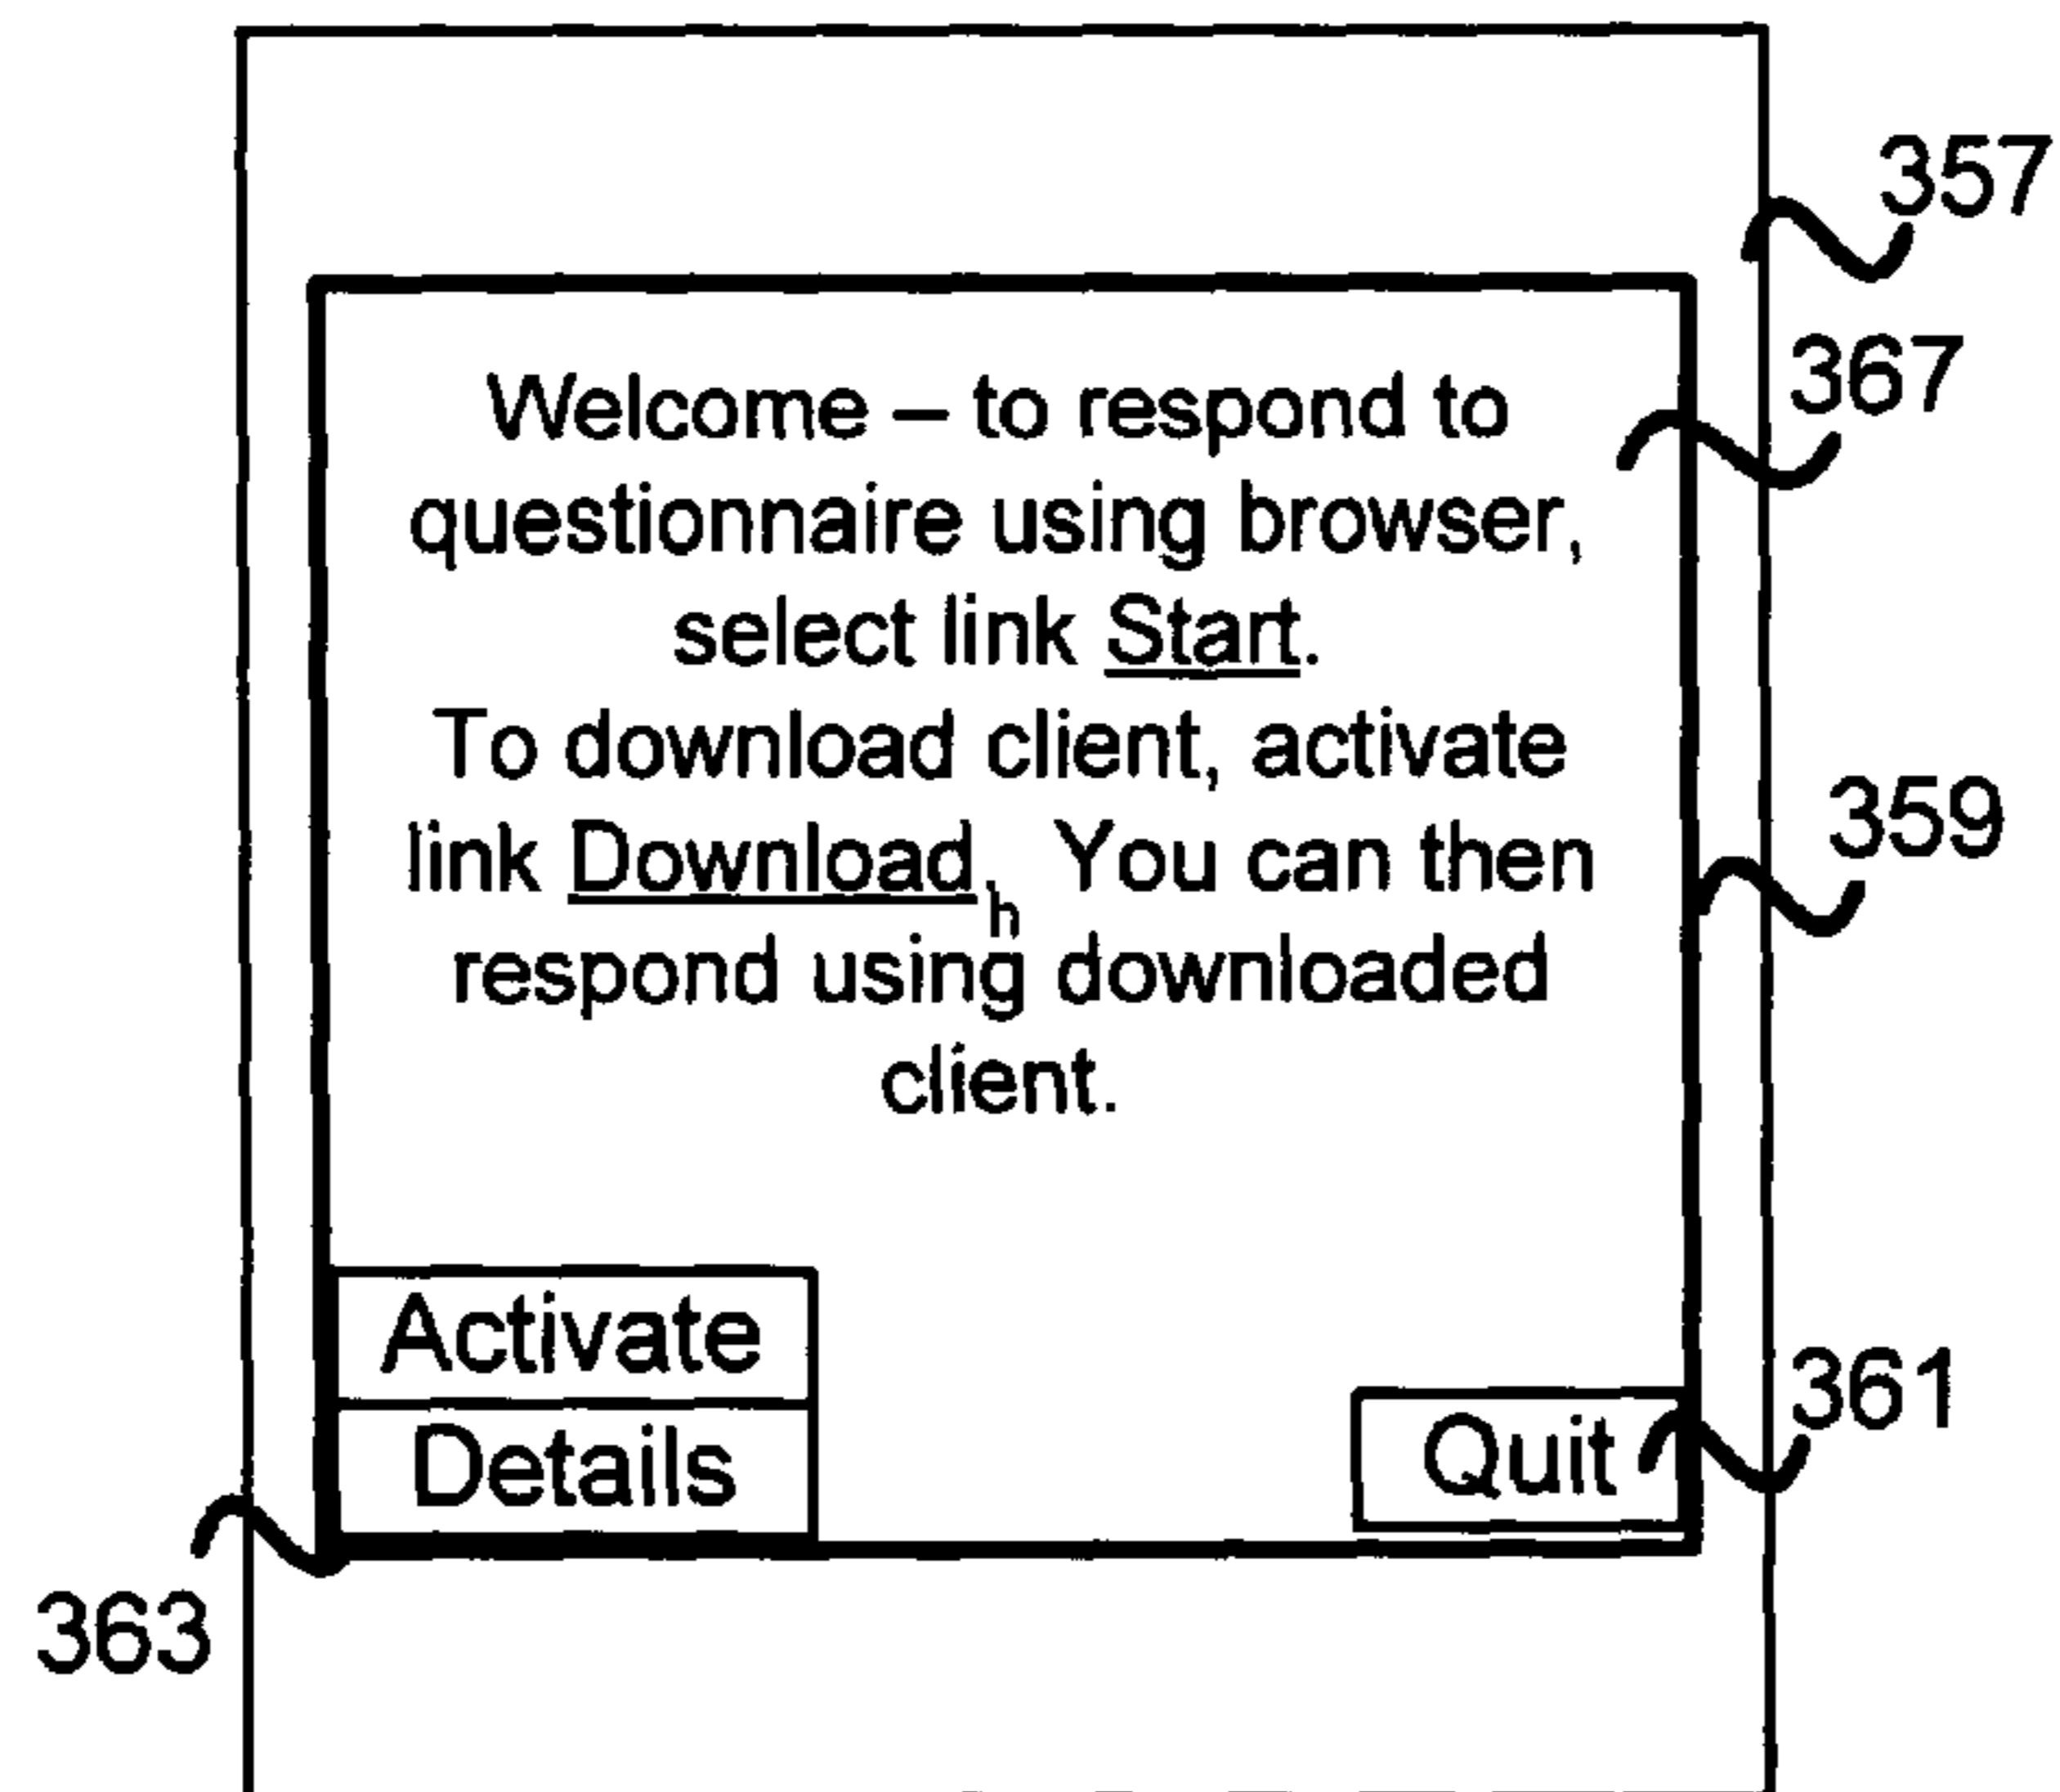 357
367
Welcome – to respond to
questionnaire using browser,
select link Start.
To download client, activate
link Download, You can then
h
respond using downloaded
client.
359
Activate
Details
Quit
361
363